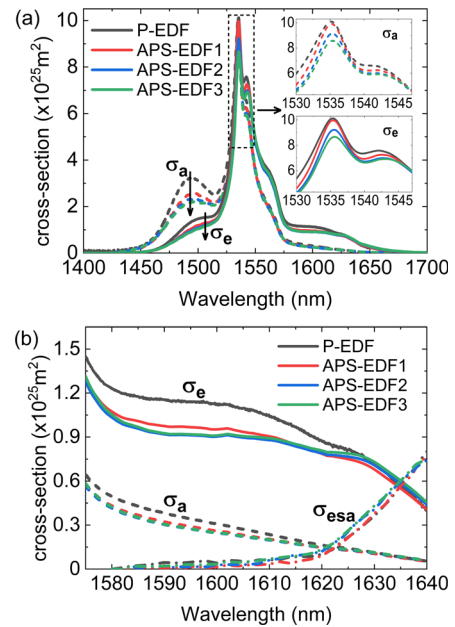 (a)
P-EDF
APS-EDF1
APS-EDF2
APS-EDF3
cross-section (x10²⁵m²)
10
8
6
4
2
0
σa
σe
1400 1450 1500 1550 1600 1650 1700
Wavelength (nm)
10
8
6
σa
1530 1535 1540 1545
10
8
6
σe
1530 1535 1540 1545
(b)
P-EDF
APS-EDF1
APS-EDF2
APS-EDF3
cross-section (x10²⁵m²)
1.5
1.2
0.9
0.6
0.3
0
σe
σa
σesa
1580 1590 1600 1610 1620 1630 1640
Wavelength (nm)